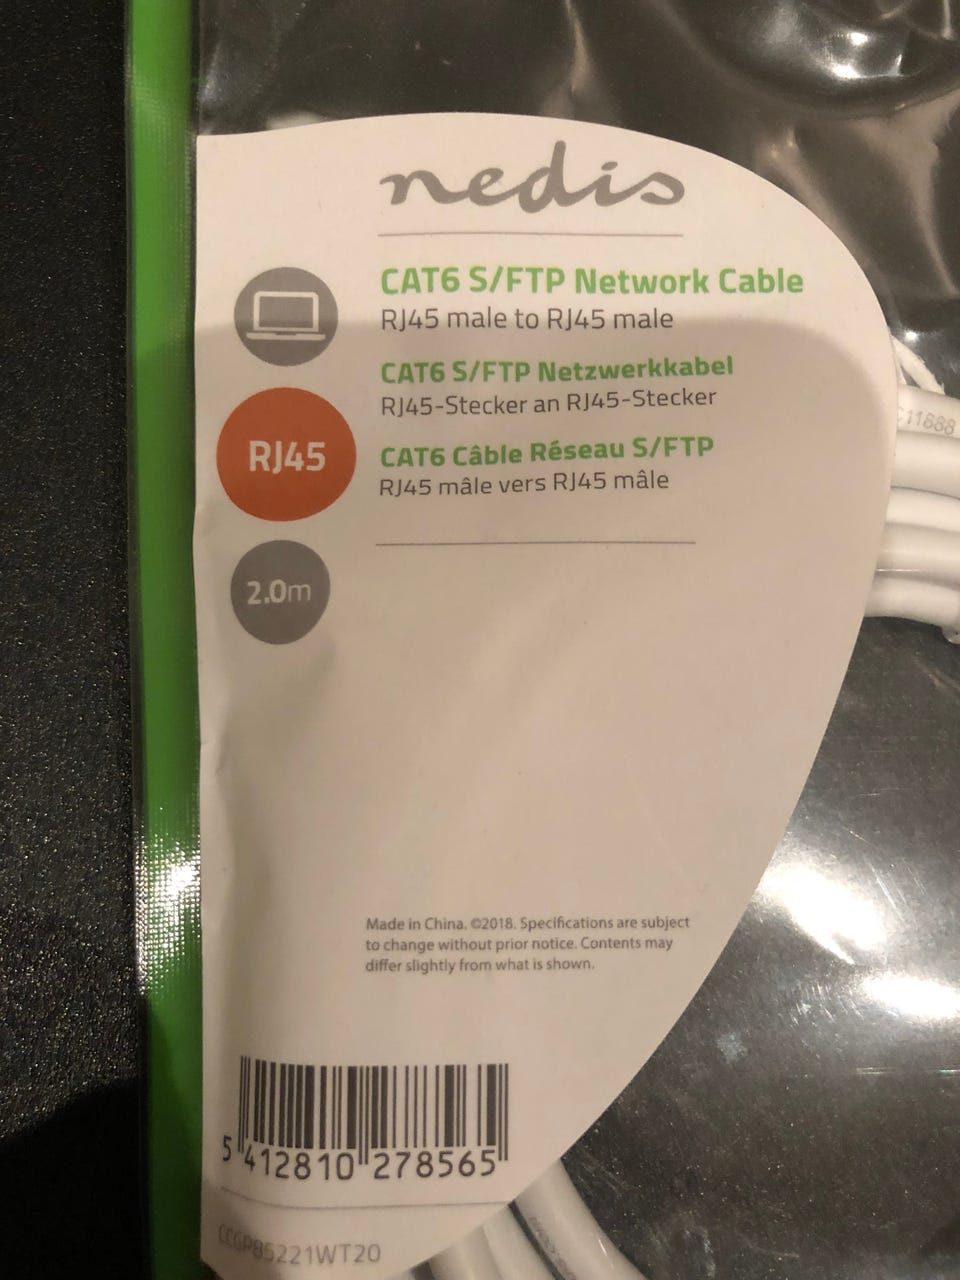 nedis
CAT6 S/FTP Network Cable
RJ45 male to RJ45 male
CAT6 S/FTP Netzwerkkabel
RJ45-Stecker an RJ45-Stecker
CAT6 Câble Réseau S/FTP
RJ45 mâle vers RJ45 mâle
RJ45
2.0m
C11888
Made in China. ©2018. Specifications are subject
to change without prior notice. Contents may
differ slightly from what is shown.
5 412810 278565
CCGP85221WT20